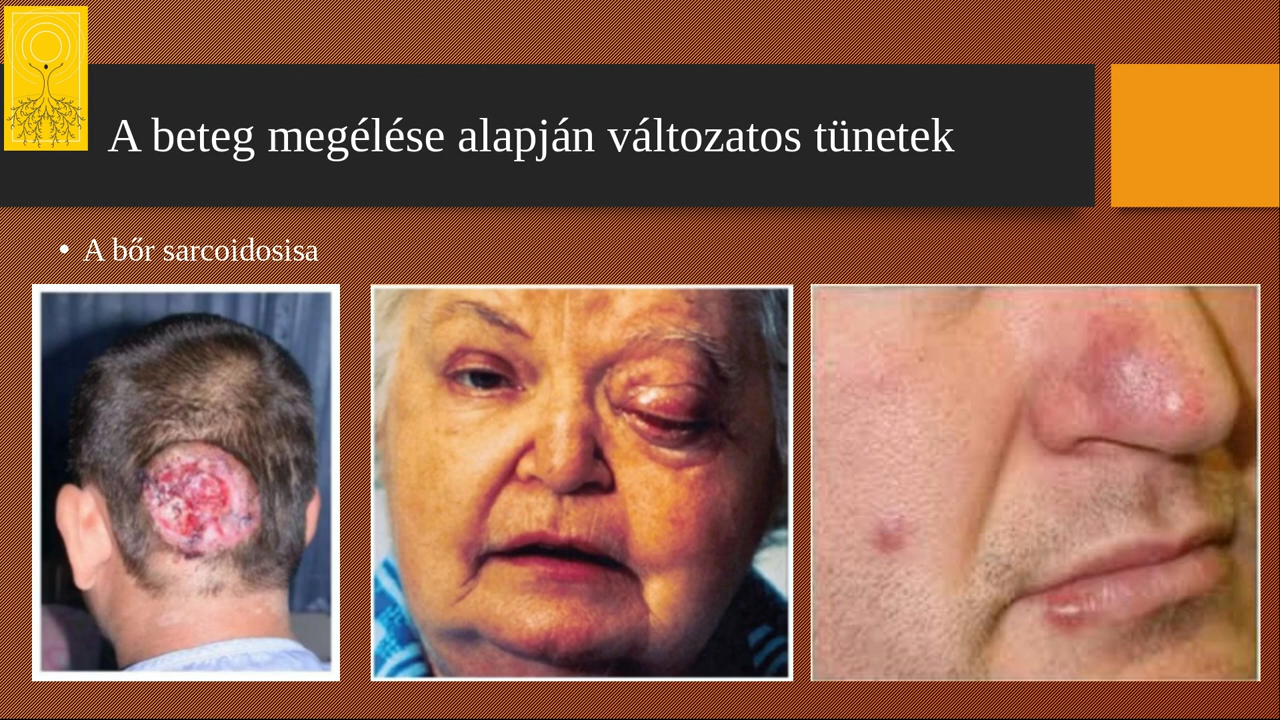 A beteg megélése alapján változatos tünetek
• A bőr sarcoidosisa